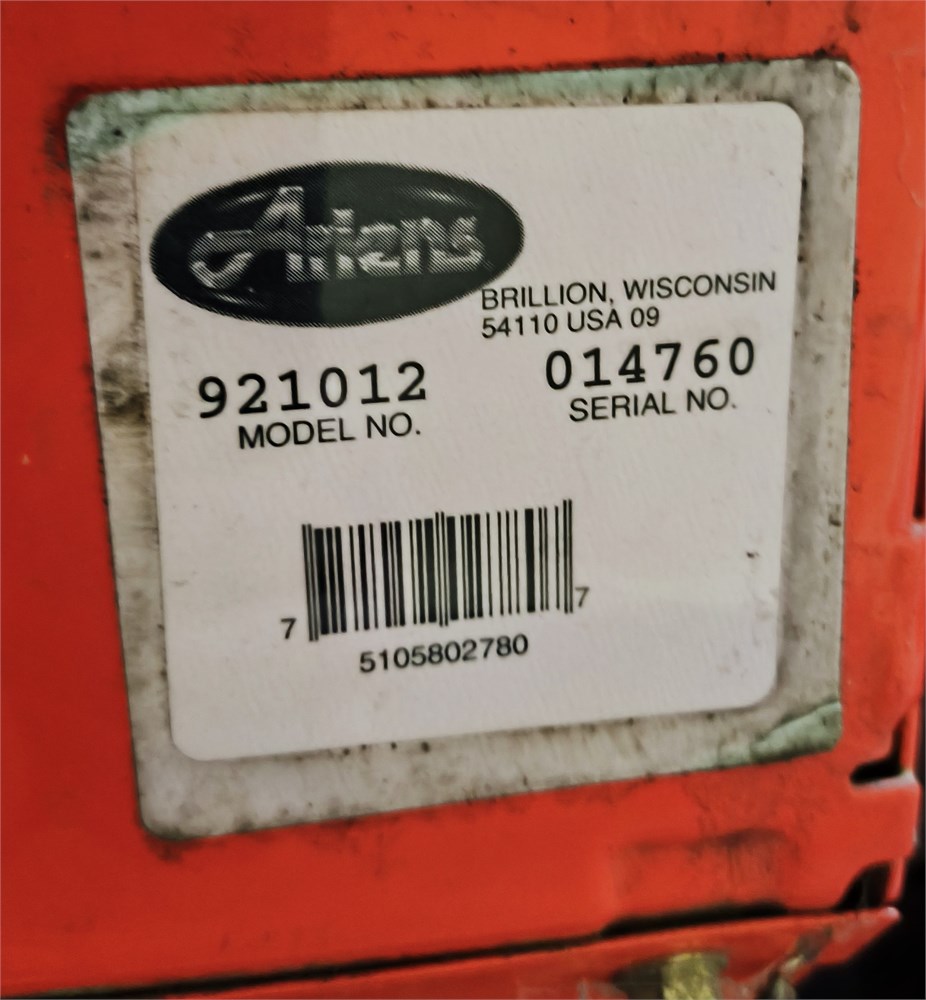 Ariens
BRILLION, WISCONSIN
54110 USA 09
921012 014760
MODEL NO. SERIAL NO.
7 7
5105802780